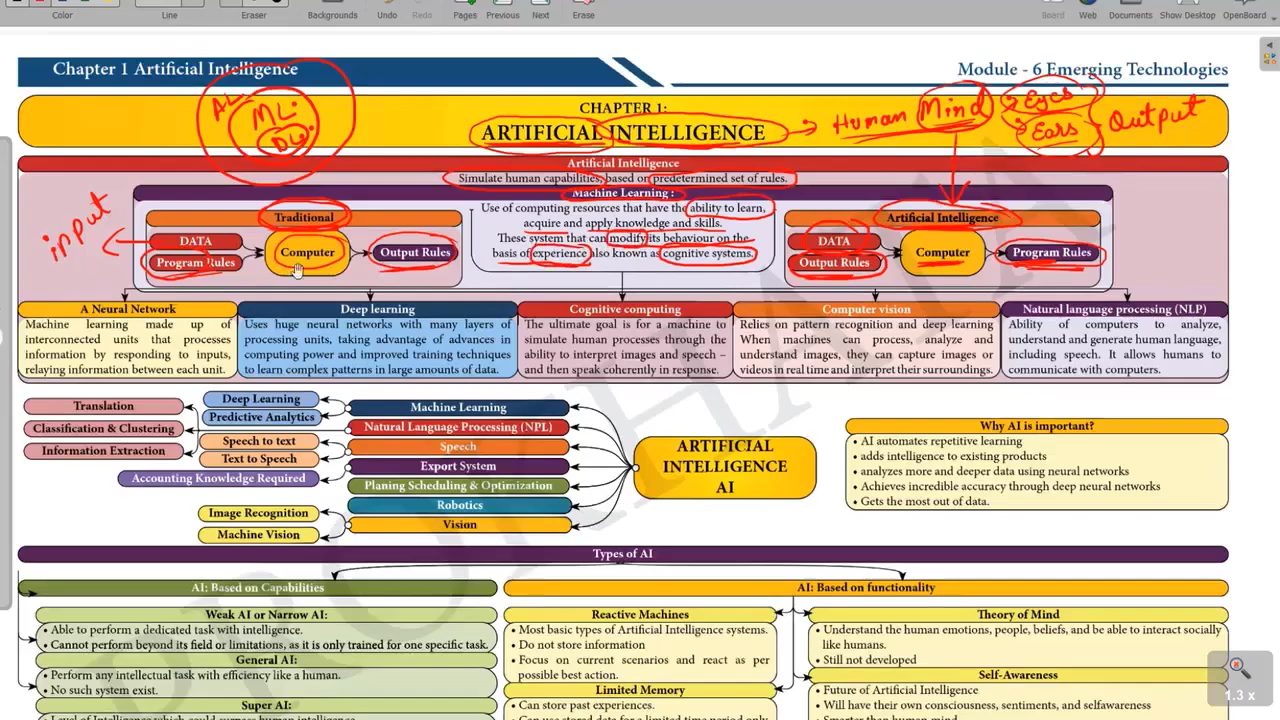 Color Line Eraser Backgrounds Undo Redo Pages Previous Next Erase Board Web Documents Show Desktop OpenBoard
Chapter 1 Artificial Intelligence
Module - 6 Emerging Technologies
CHAPTER 1:
ARTIFICIAL INTELLIGENCE
Human Mind
Eyes
Ears
Output
AL
ML
DL
input
Artificial Intelligence
Simulate human capabilities, based on predetermined set of rules.
Machine Learning :
Use of computing resources that have the ability to learn,
acquire and apply knowledge and skills.
These system that can modify its behaviour on the
basis of experience also known as cognitive systems.
Traditional
DATA
Program Rules
Computer
Output Rules
Artificial Intelligence
DATA
Output Rules
Computer
Program Rules
A Neural Network
Machine learning made up of
interconnected units that processes
information by responding to inputs,
relaying information between each unit.
Deep learning
Uses huge neural networks with many layers of
processing units, taking advantage of advances in
computing power and improved training techniques
to learn complex patterns in large amounts of data.
Cognitive computing
The ultimate goal is for a machine to
simulate human processes through the
ability to interpret images and speech –
and then speak coherently in response.
Computer vision
Relies on pattern recognition and deep learning
When machines can process, analyze and
understand images, they can capture images or
videos in real time and interpret their surroundings.
Natural language processing (NLP)
Ability of computers to analyze,
understand and generate human language,
including speech. It allows humans to
communicate with computers.
Translation
Classification & Clustering
Information Extraction
Deep Learning
Predictive Analytics
Speech to text
Text to Speech
Accounting Knowledge Required
Image Recognition
Machine Vision
Machine Learning
Natural Language Processing (NPL)
Speech
Export System
Planing Scheduling & Optimization
Robotics
Vision
ARTIFICIAL
INTELLIGENCE
AI
Why AI is important?
• AI automates repetitive learning
• adds intelligence to existing products
• analyzes more and deeper data using neural networks
• Achieves incredible accuracy through deep neural networks
• Gets the most out of data.
Types of AI
AI: Based on Capabilities
Weak AI or Narrow AI:
• Able to perform a dedicated task with intelligence.
• Cannot perform beyond its field or limitations, as it is only trained for one specific task.
General AI:
• Perform any intellectual task with efficiency like a human.
• No such system exist.
Super AI:
• Level of Intelligence which could surpass human intelligence
AI: Based on functionality
Reactive Machines
• Most basic types of Artificial Intelligence systems.
• Do not store information
• Focus on current scenarios and react as per
possible best action.
Limited Memory
• Can store past experiences.
• Can use stored data for a limited time period only
Theory of Mind
• Understand the human emotions, people, beliefs, and be able to interact socially
like humans.
• Still not developed
Self-Awareness
• Future of Artificial Intelligence
• Will have their own consciousness, sentiments, and selfawareness
• Smarter than human mind
1.3 x